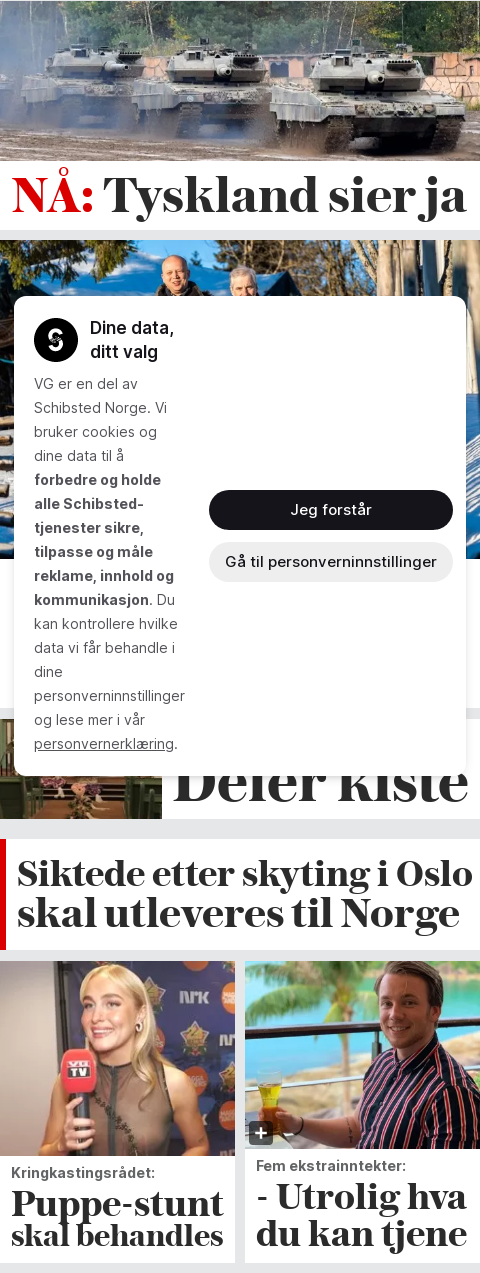 NÅ: Tyskland sier ja
Dine data,
ditt valg
VG er en del av
Schibsted Norge. Vi
bruker cookies og
dine data til å
forbedre og holde
alle Schibsted-
tjenester sikre,
tilpasse og måle
reklame, innhold og
kommunikasjon. Du
kan kontrollere hvilke
data vi får behandle i
dine
personverninnstillinger
og lese mer i vår
personvernerklæring.
Jeg forstår
Gå til personverninnstillinger
Deler kiste
Siktede etter skyting i Oslo
skal utleveres til Norge
NRK
VG
TV
Kringkastingsrådet:
Puppe-stunt
skal behandles
Fem ekstrainntekter:
- Utrolig hva
du kan tjene